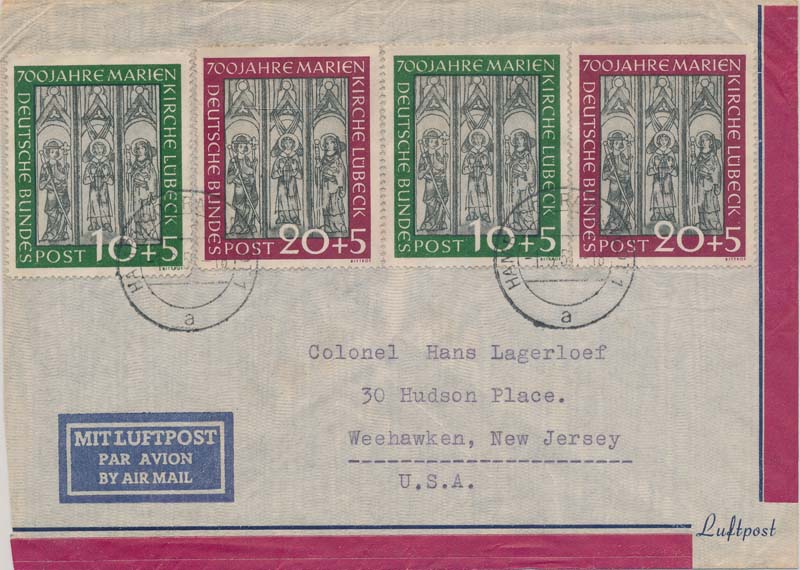 700 JAHRE MARIEN
KIRCHE LÜBECK
DEUTSCHE BUNDES
POST 10+5
700 JAHRE MARIEN
KIRCHE LÜBECK
DEUTSCHE BUNDES
POST 20+5
BITTROF
700 JAHRE MARIEN
KIRCHE LÜBECK
DEUTSCHE BUNDES
POST 10+5
700 JAHRE MARIEN
KIRCHE LÜBECK
DEUTSCHE BUNDES
POST 20+5
BITTROF
a
a
Colonel Hans Lagerloef
30 Hudson Place.
Weehawken, New Jersey
U.S.A.
MIT LUFTPOST
PAR AVION
BY AIR MAIL
Luftpost